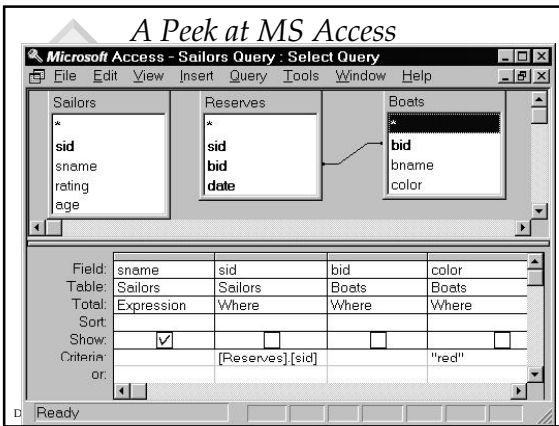 A Peek at MS Access
Microsoft Access - Sailors Query : Select Query
File Edit View Insert Query Tools Window Help
Sailors Reserves Boats
* * *
sid sid bid
sname bid bname
rating date color
age
Field: sname sid bid color
Table: Sailors Sailors Boats Boats
Total: Expression Where Where Where
Sort:
Show:
Criteria: [Reserves].[sid] "red"
or:
D
Ready